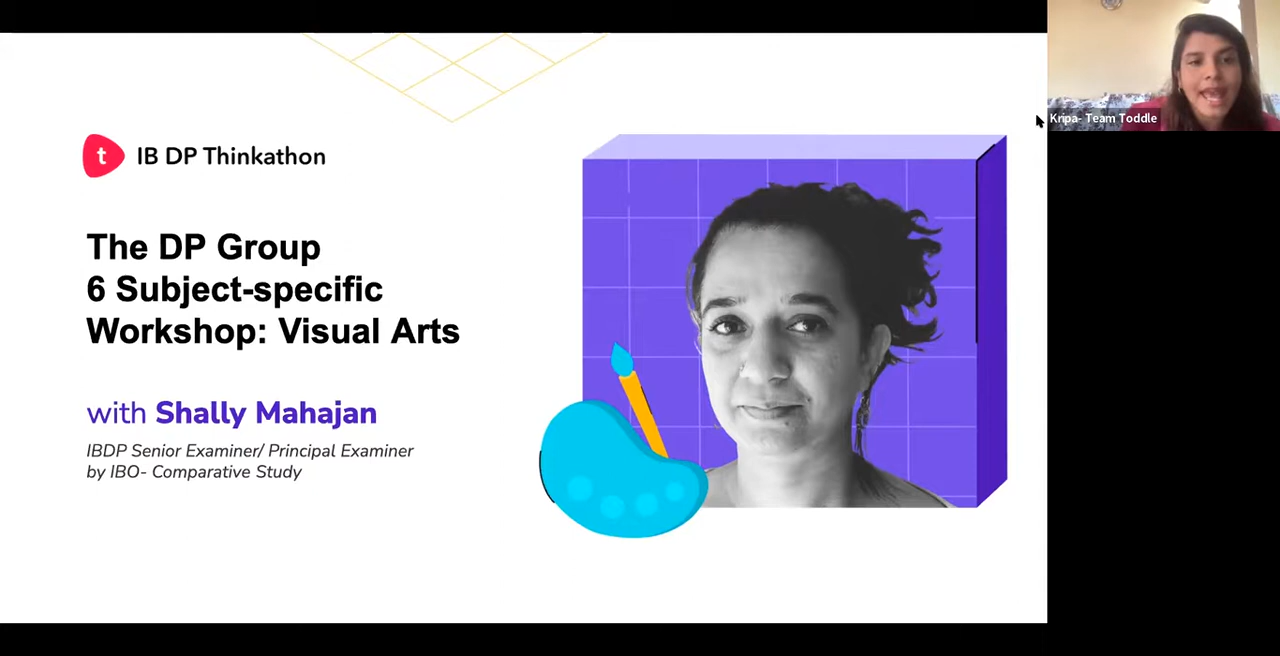 t IB DP Thinkathon
The DP Group
6 Subject-specific
Workshop: Visual Arts
with Shally Mahajan
IBDP Senior Examiner/ Principal Examiner
by IBO- Comparative Study
Kripa- Team Toddle